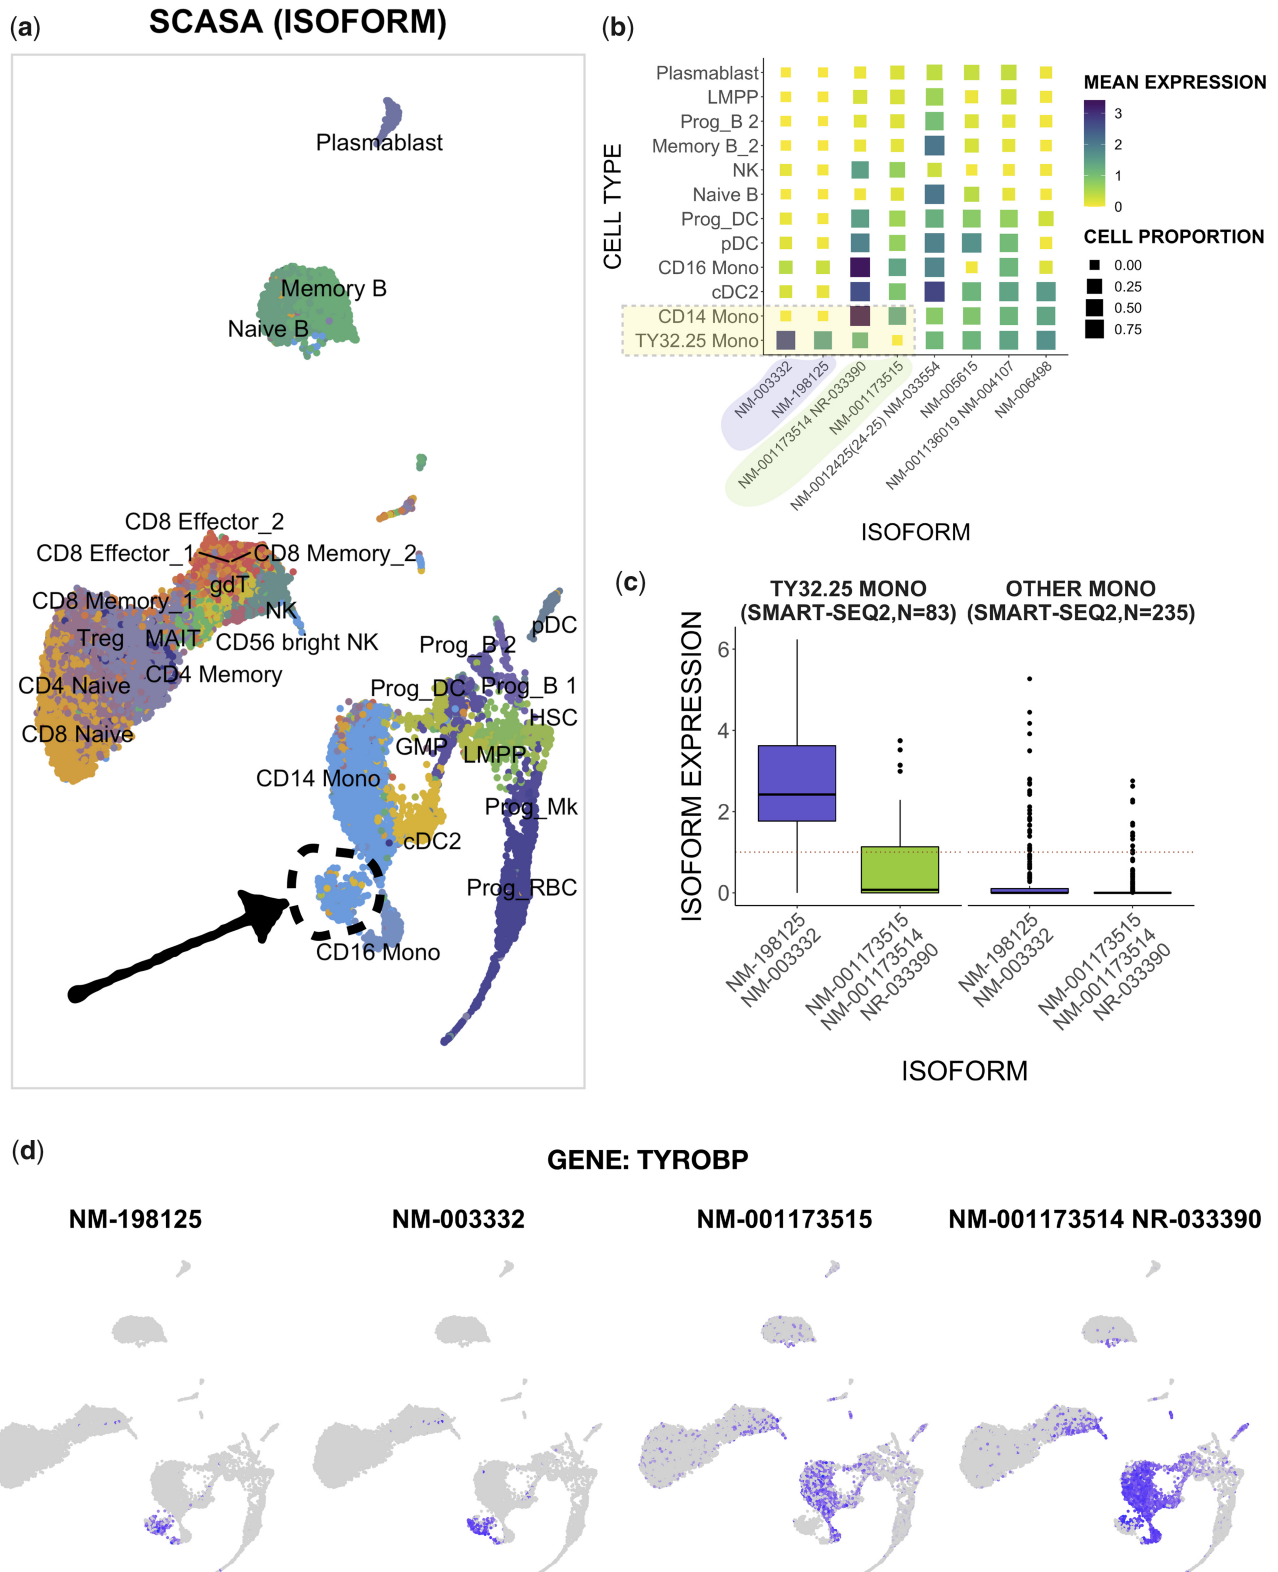 (a)
SCASA (ISOFORM)
Plasmablast
Memory B
Naive B
CD8 Effector_2
CD8 Effector_1
CD8 Memory_2
gdT
CD8 Memory_1
NK
Treg
MAIT
CD56 bright NK
pDC
Prog_B 2
CD4 Memory
CD4 Naive
Prog_DC
Prog_B 1
HSC
CD8 Naive
GMP
LMPP
CD14 Mono
Prog_Mk
cDC2
Prog_RBC
CD16 Mono
(b)
CELL TYPE
Plasmablast
LMPP
Prog_B 2
Memory B_2
NK
Naive B
Prog_DC
pDC
CD16 Mono
cDC2
CD14 Mono
TY32.25 Mono
NM-003332
NM-198125
NM-001173514 NR-033390
NM-001173515
NM-0012425(24-25) NM-033554
NM-005615
NM-001136019 NM-004107
NM-006498
ISOFORM
MEAN EXPRESSION
3
2
1
0
CELL PROPORTION
0.00
0.25
0.50
0.75
(c)
TY32.25 MONO
(SMART-SEQ2,N=83)
OTHER MONO
(SMART-SEQ2,N=235)
ISOFORM EXPRESSION
6
4
2
0
NM-198125
NM-003332
NM-001173515
NM-001173514
NR-033390
NM-198125
NM-003332
NM-001173515
NM-001173514
NR-033390
ISOFORM
(d)
GENE: TYROBP
NM-198125
NM-003332
NM-001173515
NM-001173514 NR-033390